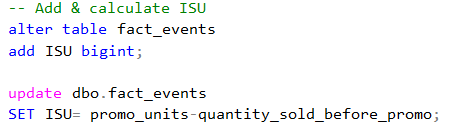 -- Add & calculate ISU
alter table fact_events
add ISU bigint;
update dbo.fact_events
SET ISU= promo_units-quantity_sold_before_promo;